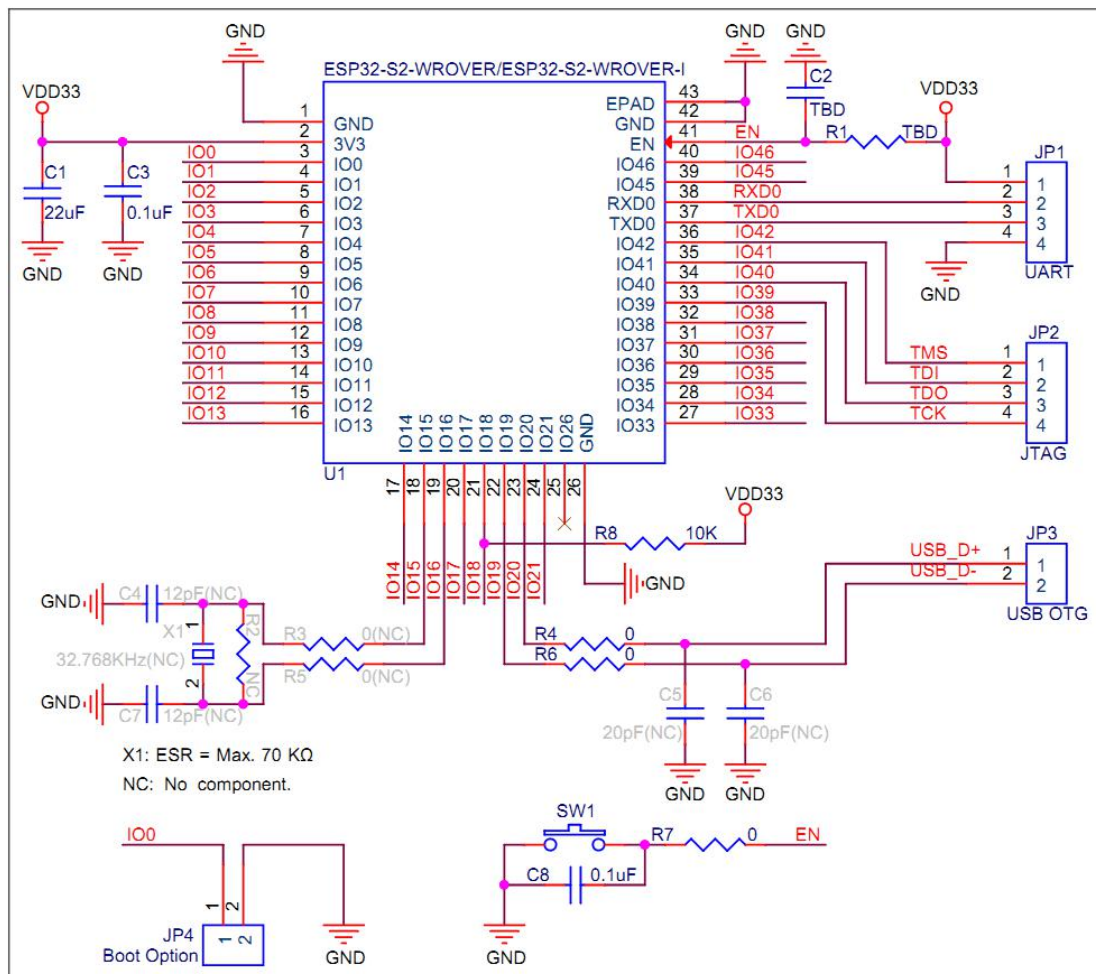 GND
GND
GND
ESP32-S2-WROVER/ESP32-S2-WROVER-I
VDD33
C2
TBD
VDD33
C1
22uF
C3
0.1uF
GND
GND
1 GND
2 3V3
IO0 3 IO0
IO1 4 IO1
IO2 5 IO2
IO3 6 IO3
IO4 7 IO4
IO5 8 IO5
IO6 9 IO6
IO7 10 IO7
IO8 11 IO8
IO9 12 IO9
IO10 13 IO10
IO11 14 IO11
IO12 15 IO12
IO13 16 IO13
EPAD 43
GND 42
EN 41 EN
IO46 40 IO46
IO45 39 IO45
RXD0 38 RXD0
TXD0 37 TXD0
IO42 36 IO42
IO41 35 IO41
IO40 34 IO40
IO39 33 IO39
IO38 32 IO38
IO37 31 IO37
IO36 30 IO36
IO35 29 IO35
IO34 28 IO34
IO33 27 IO33
R1 TBD
JP1
1 1
2 2
3 3
4 4
UART
GND
JP2
TMS 1 1
TDI 2 2
TDO 3 3
TCK 4 4
JTAG
U1
IO14 17 IO14
IO15 18 IO15
IO16 19 IO16
IO17 20 IO17
IO18 21 IO18
IO19 22 IO19
IO20 23 IO20
IO21 24 IO21
IO26 25
GND 26
GND
R8 10K
VDD33
JP3
USB_D+ 1 1
USB_D- 2 2
USB OTG
GND C4 12pF(NC)
X1 1
32.768KHz(NC)
2
R2 NC
R3 0(NC)
R5 0(NC)
GND C7 12pF(NC)
R4 0
R6 0
C5
20pF(NC)
C6
20pF(NC)
GND
GND
X1: ESR = Max. 70 KΩ
NC: No component.
IO0
1 2
1 2
JP4
Boot Option
GND
SW1
R7 0 EN
C8 0.1uF
GND